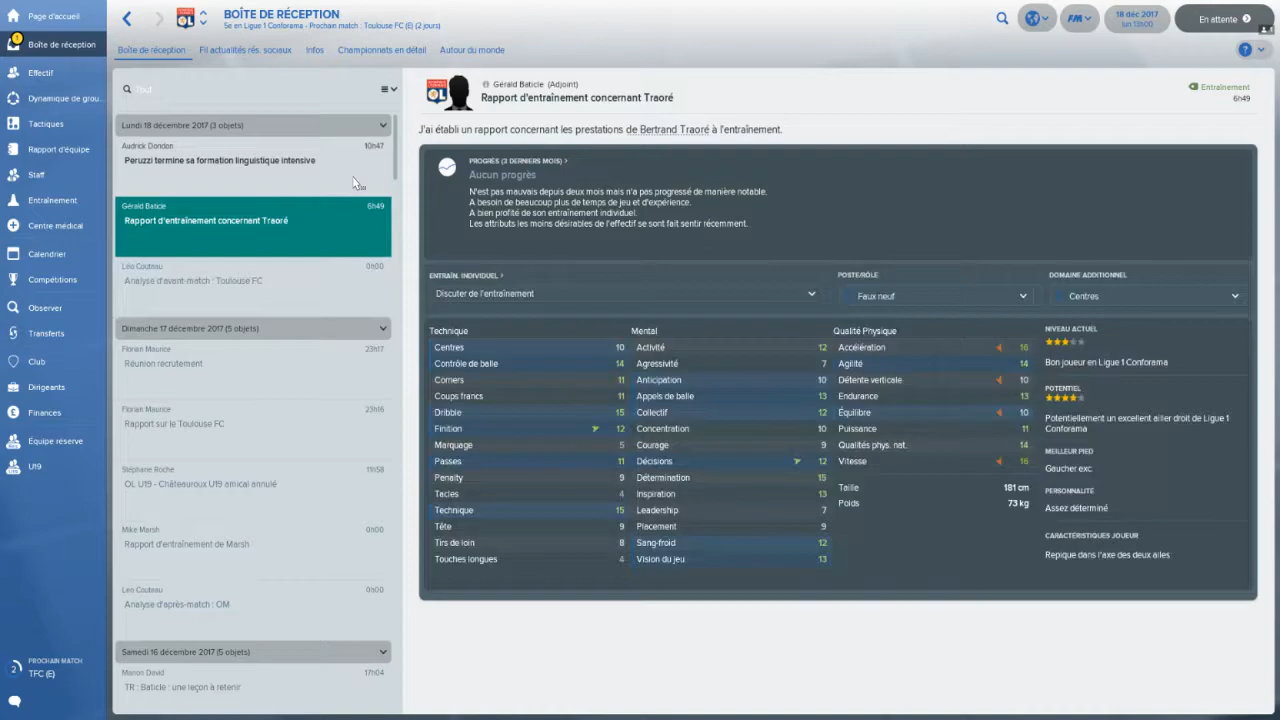 Page d'accueil
1
Boîte de réception
Effectif
Dynamique de grou...
Tactiques
Rapport d'équipe
Staff
Entraînement
Centre médical
Calendrier
Compétitions
Observer
Transferts
Club
Dirigeants
Finances
Équipe réserve
U19
2
PROCHAIN MATCH
TFC (E)
BOÎTE DE RÉCEPTION
5e en Ligue 1 Conforama - Prochain match : Toulouse FC (E) (2 jours)
FM
18 déc 2017
lun 13h00
En attente
Boîte de réception Fil actualités rés. sociaux Infos Championnats en détail Autour du monde
?
Tout
Lundi 18 décembre 2017 (3 objets)
Audrick Dondon 10h47
Peruzzi termine sa formation linguistique intensive
Gérald Baticle 6h49
Rapport d'entraînement concernant Traoré
Léo Couteau 0h00
Analyse d'avant-match : Toulouse FC
Dimanche 17 décembre 2017 (5 objets)
Florian Maurice 23h17
Réunion recrutement
Florian Maurice 23h16
Rapport sur le Toulouse FC
Stéphane Roche 11h58
OL U19 - Châteauroux U19 amical annulé
Mike Marsh 0h00
Rapport d'entraînement de Marsh
Léo Couteau 0h00
Analyse d'après-match : OM
Samedi 16 décembre 2017 (5 objets)
Manon David 17h04
TR : Baticle : une leçon à retenir
Gérald Baticle (Adjoint)
Rapport d'entraînement concernant Traoré
Entraînement
6h49
J'ai établi un rapport concernant les prestations de Bertrand Traoré à l'entraînement.
PROGRÈS (3 DERNIERS MOIS) >
Aucun progrès
N'est pas mauvais depuis deux mois mais n'a pas progressé de manière notable.
A besoin de beaucoup plus de temps de jeu et d'expérience.
A bien profité de son entraînement individuel.
Les attributs les moins désirables de l'effectif se sont fait sentir récemment.
ENTRAÎN. INDIVIDUEL >
Discuter de l'entraînement
POSTE/RÔLE
Faux neuf
DOMAINE ADDITIONNEL
Centres
Technique
Centres 10
Contrôle de balle 14
Corners 11
Coups francs 11
Dribble 15
Finition 12
Marquage 5
Passes 11
Penalty 9
Tacles 4
Technique 15
Tête 9
Tirs de loin 8
Touches longues 4
Mental
Activité 12
Agressivité 7
Anticipation 10
Appels de balle 13
Collectif 12
Concentration 10
Courage 9
Décisions 12
Détermination 15
Inspiration 13
Leadership 7
Placement 9
Sang-froid 12
Vision du jeu 13
Qualité Physique
Accélération 16
Agilité 14
Détente verticale 10
Endurance 13
Équilibre 10
Puissance 11
Qualités phys. nat. 14
Vitesse 16
Taille 181 cm
Poids 73 kg
NIVEAU ACTUEL
Bon joueur en Ligue 1 Conforama
POTENTIEL
Potentiellement un excellent ailier droit de Ligue 1
Conforama
MEILLEUR PIED
Gaucher exc.
PERSONNALITÉ
Assez déterminé
CARACTÉRISTIQUES JOUEUR
Repique dans l'axe des deux ailes